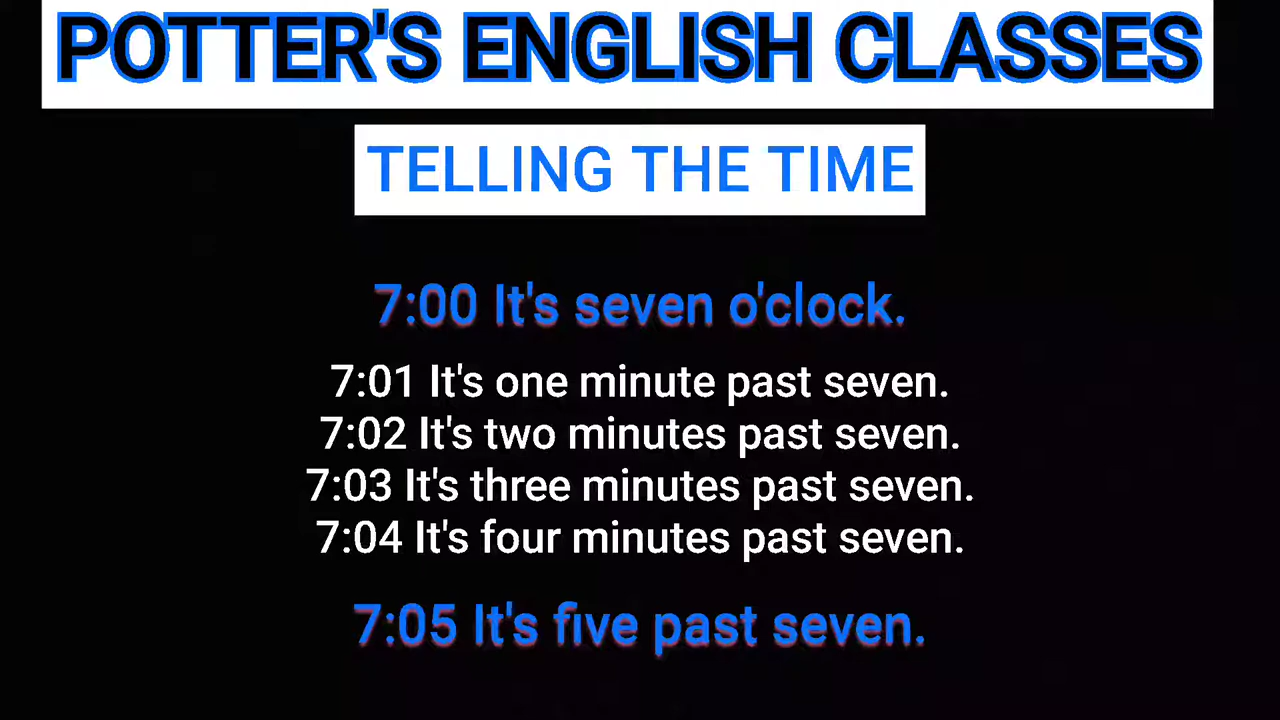 POTTER'S ENGLISH CLASSES
TELLING THE TIME
7:00 It's seven o'clock.
7:01 It's one minute past seven.
7:02 It's two minutes past seven.
7:03 It's three minutes past seven.
7:04 It's four minutes past seven.
7:05 It's five past seven.